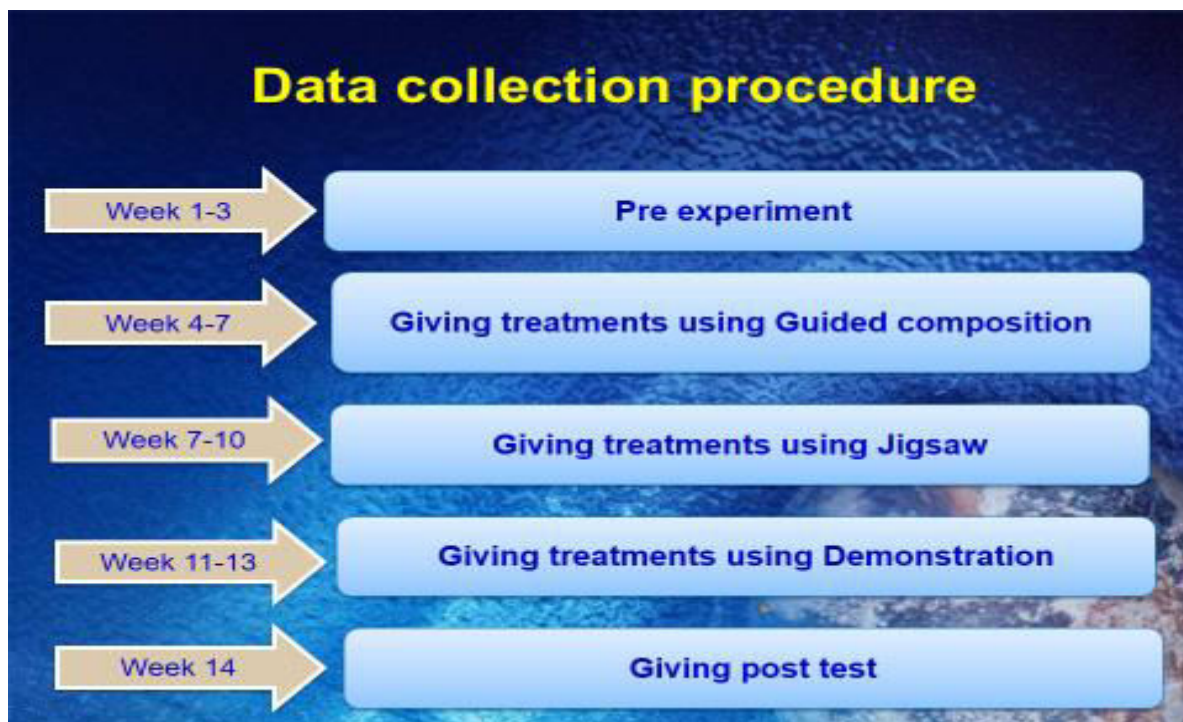 Data collection procedure
Week 1-3
Pre experiment
Week 4-7
Giving treatments using Guided composition
Week 7-10
Giving treatments using Jigsaw
Week 11-13
Giving treatments using Demonstration
Week 14
Giving post test